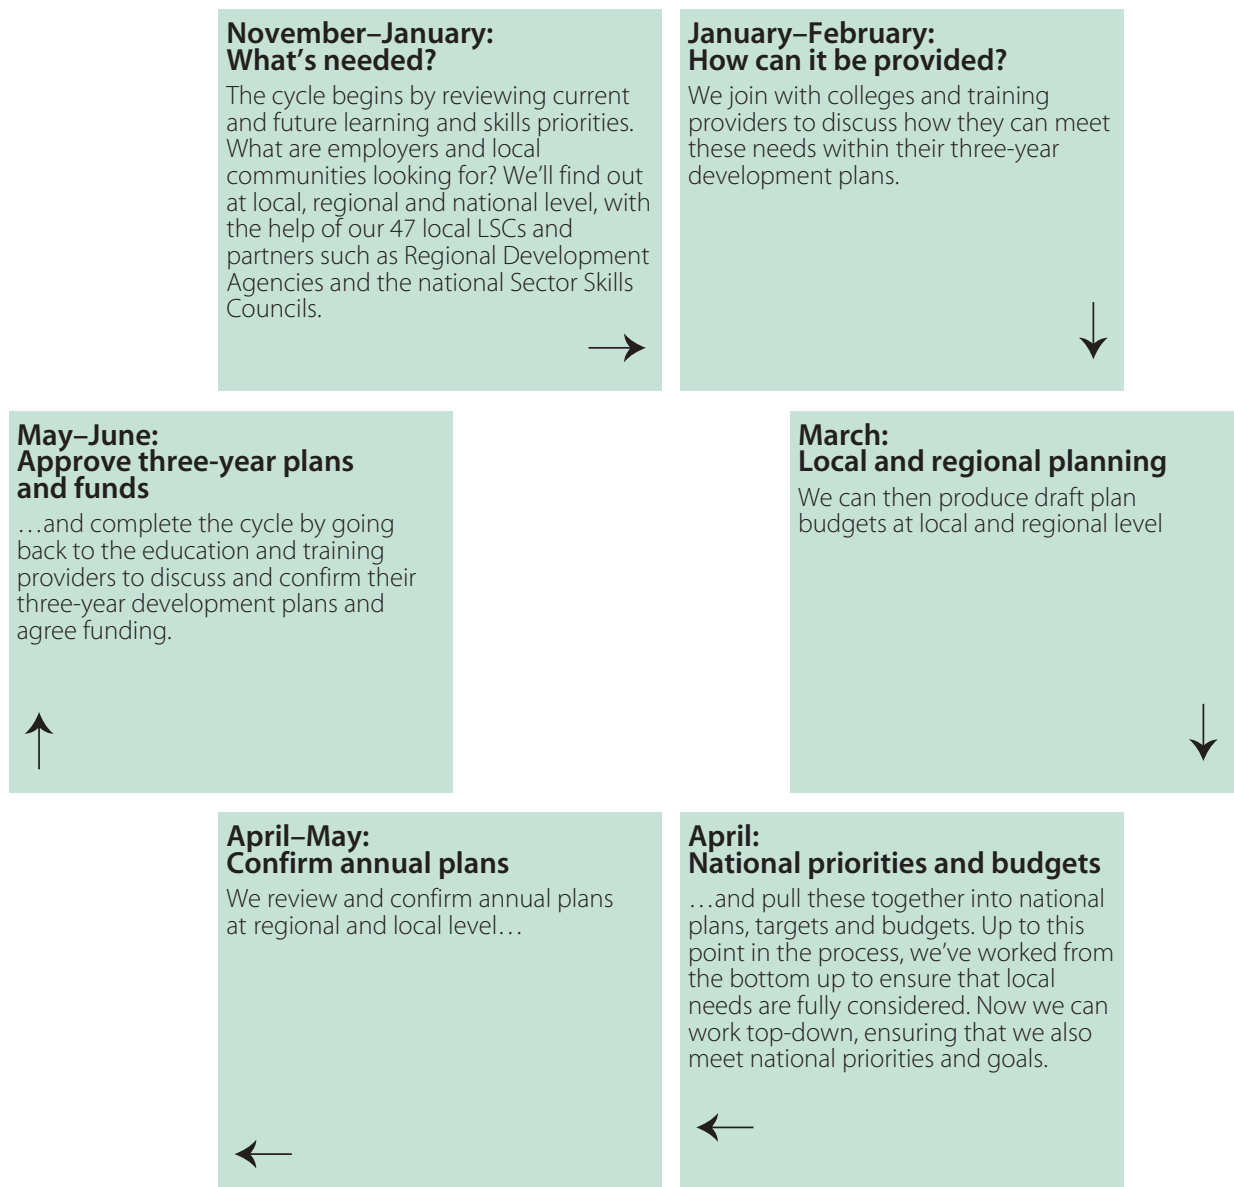 November–January:
What's needed?
The cycle begins by reviewing current
and future learning and skills priorities.
What are employers and local
communities looking for? We'll find out
at local, regional and national level, with
the help of our 47 local LSCs and
partners such as Regional Development
Agencies and the national Sector Skills
Councils.
January–February:
How can it be provided?
We join with colleges and training
providers to discuss how they can meet
these needs within their three-year
development plans.
March:
Local and regional planning
We can then produce draft plan
budgets at local and regional level
April:
National priorities and budgets
…and pull these together into national
plans, targets and budgets. Up to this
point in the process, we've worked from
the bottom up to ensure that local
needs are fully considered. Now we can
work top-down, ensuring that we also
meet national priorities and goals.
April–May:
Confirm annual plans
We review and confirm annual plans
at regional and local level…
May–June:
Approve three-year plans
and funds
…and complete the cycle by going
back to the education and training
providers to discuss and confirm their
three-year development plans and
agree funding.